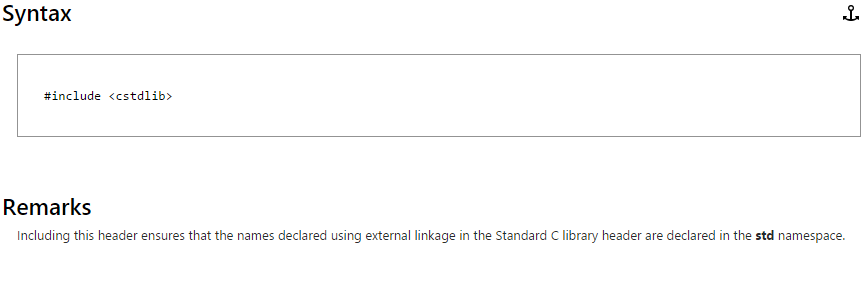 Syntax
#include <cstdlib>
Remarks
Including this header ensures that the names declared using external linkage in the Standard C library header are declared in the std namespace.